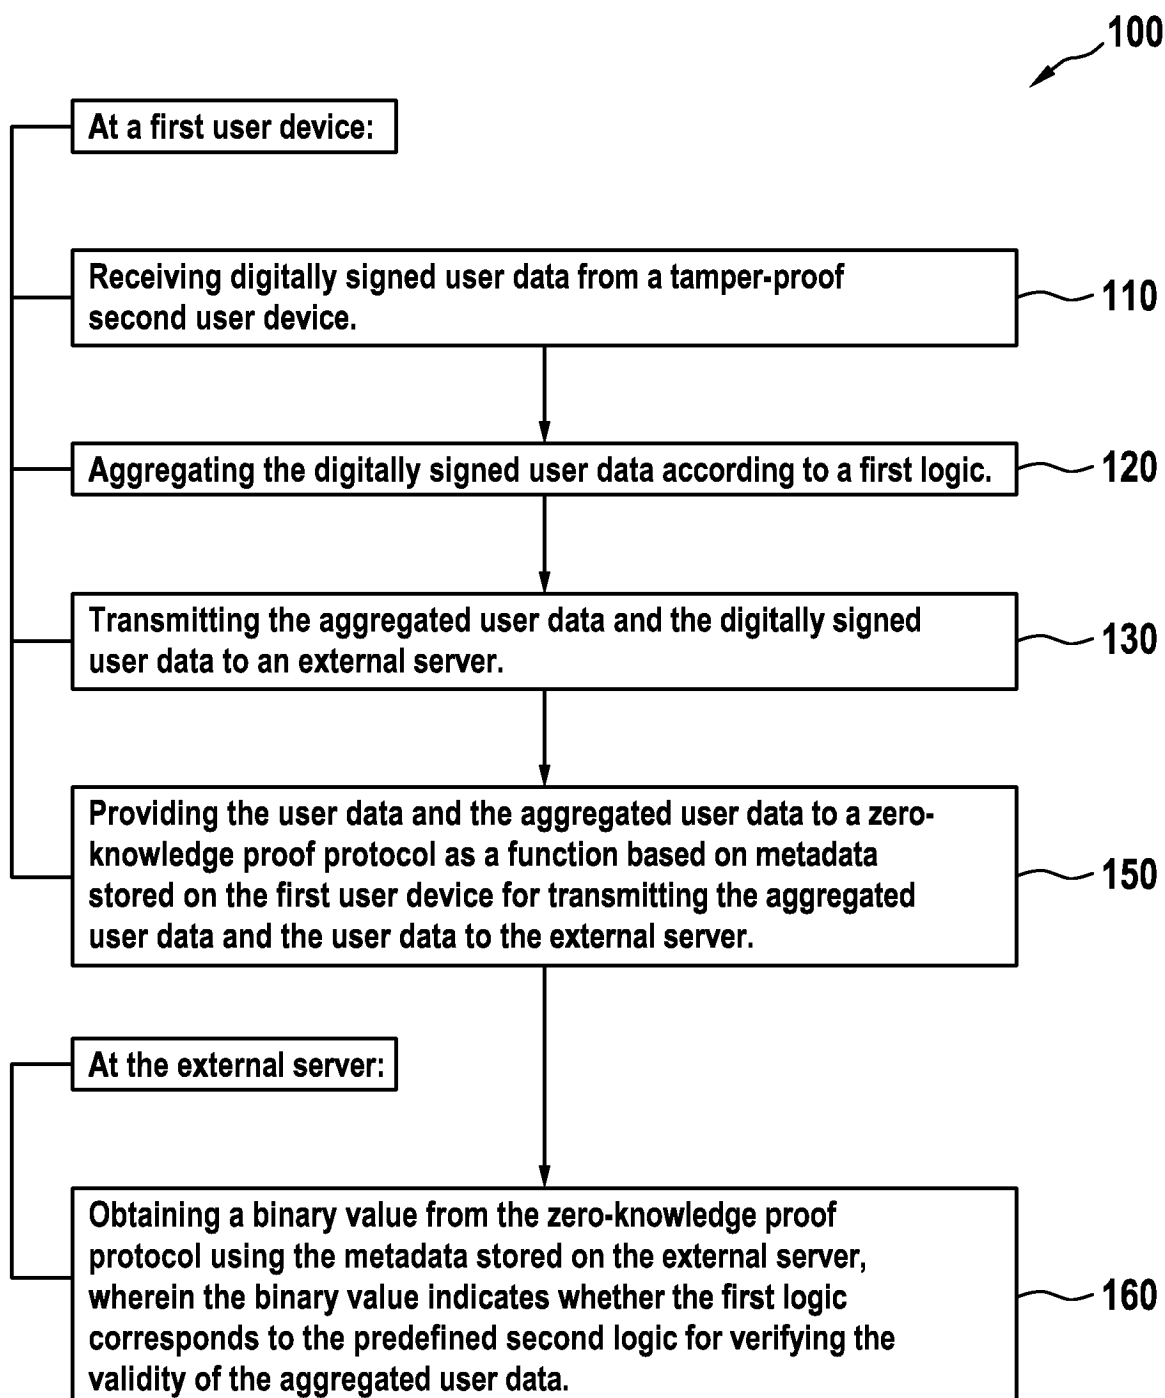 100
At a first user device:
Receiving digitally signed user data from a tamper-proof
second user device.
110
Aggregating the digitally signed user data according to a first logic.
120
Transmitting the aggregated user data and the digitally signed
user data to an external server.
130
Providing the user data and the aggregated user data to a zero-
knowledge proof protocol as a function based on metadata
stored on the first user device for transmitting the aggregated
user data and the user data to the external server.
150
At the external server:
Obtaining a binary value from the zero-knowledge proof
protocol using the metadata stored on the external server,
wherein the binary value indicates whether the first logic
corresponds to the predefined second logic for verifying the
validity of the aggregated user data.
160